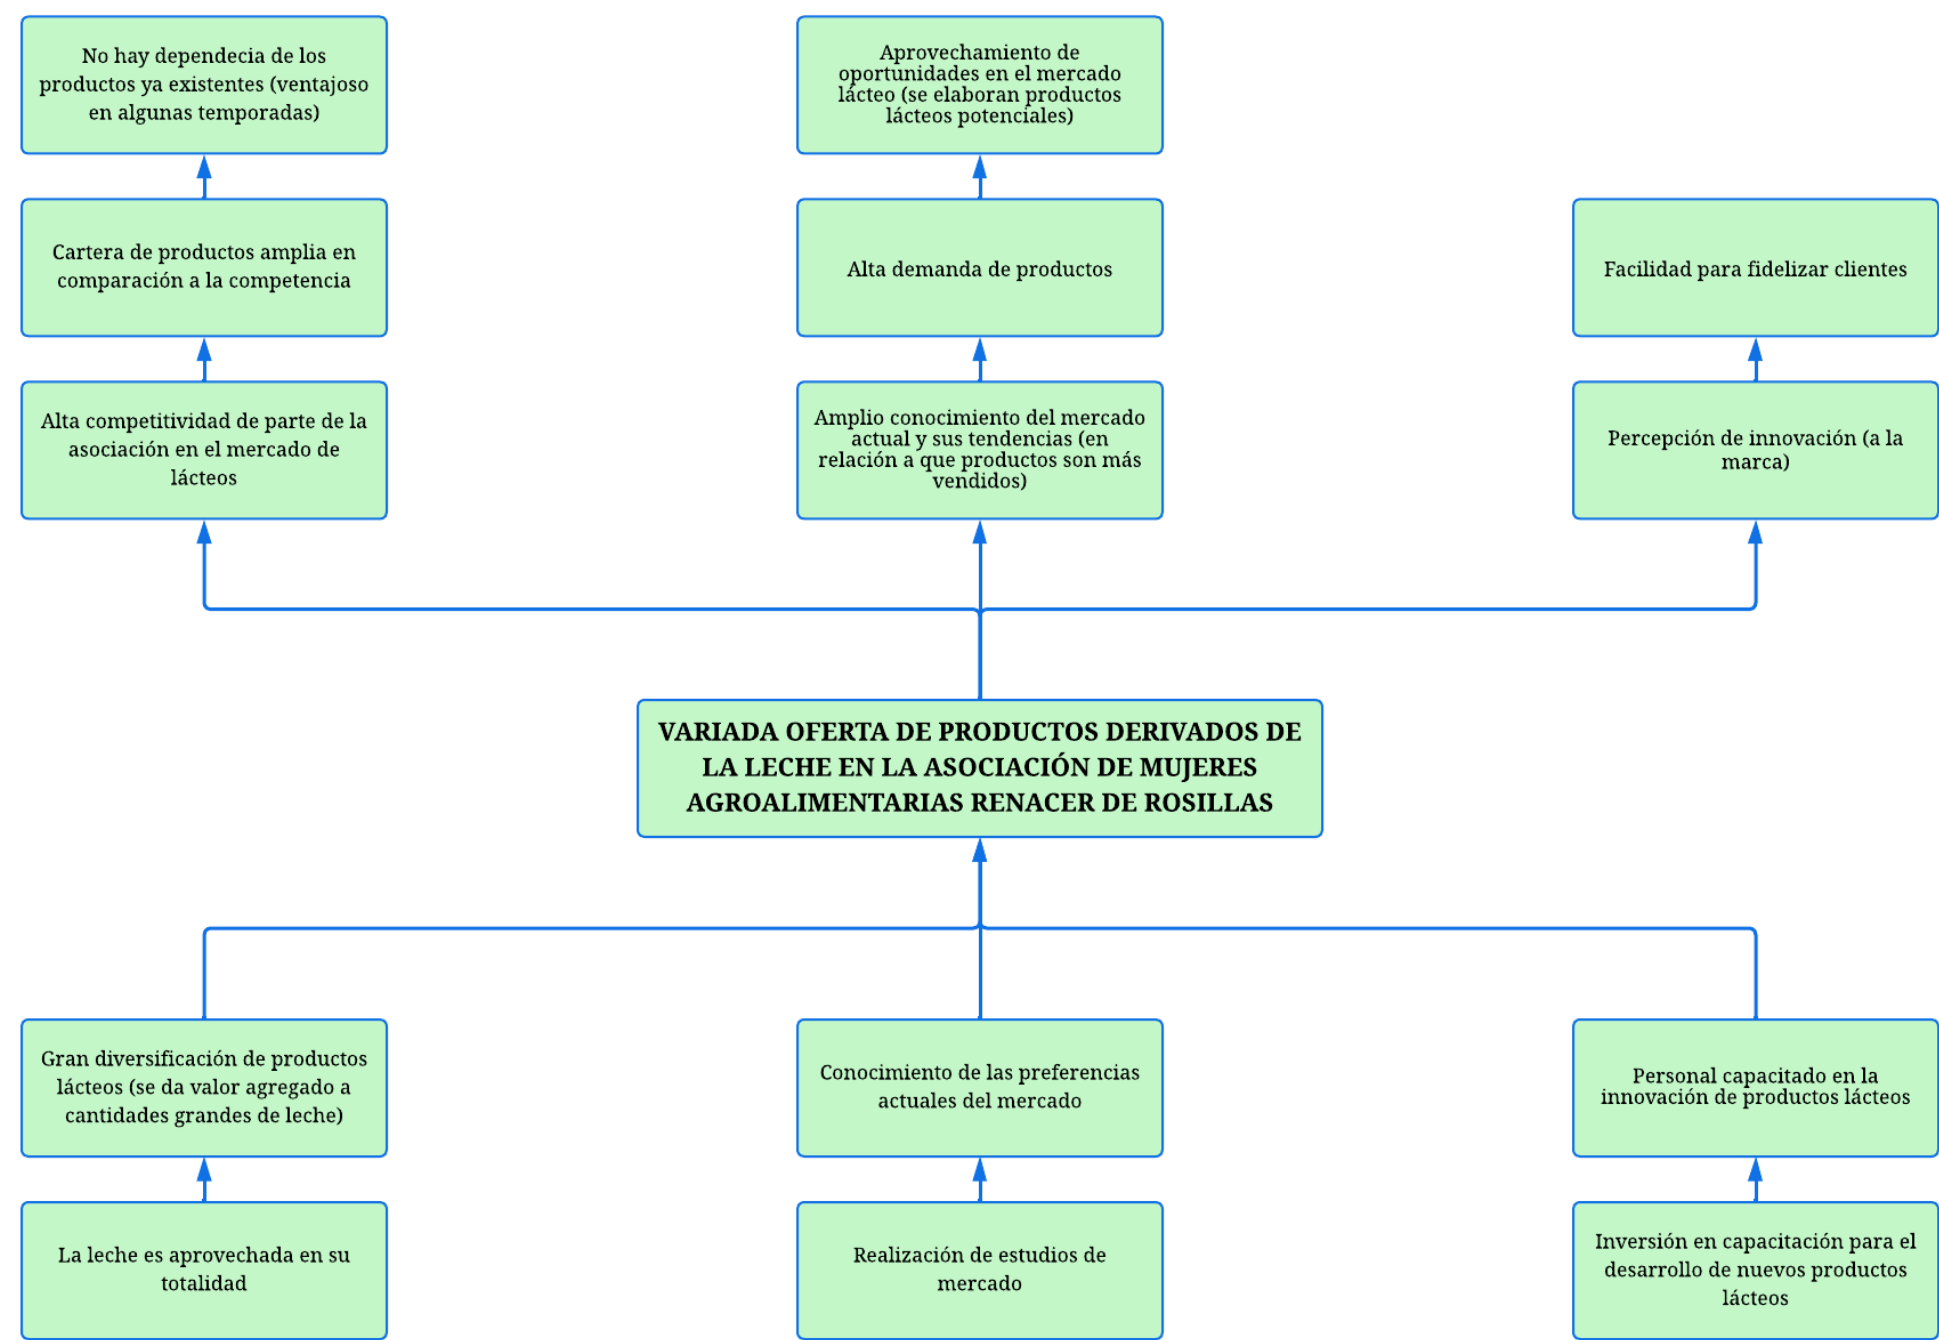 No hay dependecia de los
productos ya existentes (ventajoso
en algunas temporadas)
Aprovechamiento de
oportunidades en el mercado
lácteo (se elaboran productos
lácteos potenciales)
Cartera de productos amplia en
comparación a la competencia
Alta demanda de productos
Facilidad para fidelizar clientes
Alta competitividad de parte de la
asociación en el mercado de
lácteos
Amplio conocimiento del mercado
actual y sus tendencias (en
relación a que productos son más
vendidos)
Percepción de innovación (a la
marca)
VARIADA OFERTA DE PRODUCTOS DERIVADOS DE
LA LECHE EN LA ASOCIACIÓN DE MUJERES
AGROALIMENTARIAS RENACER DE ROSILLAS
Gran diversificación de productos
lácteos (se da valor agregado a
cantidades grandes de leche)
Conocimiento de las preferencias
actuales del mercado
Personal capacitado en la
innovación de productos lácteos
La leche es aprovechada en su
totalidad
Realización de estudios de
mercado
Inversión en capacitación para el
desarrollo de nuevos productos
lácteos